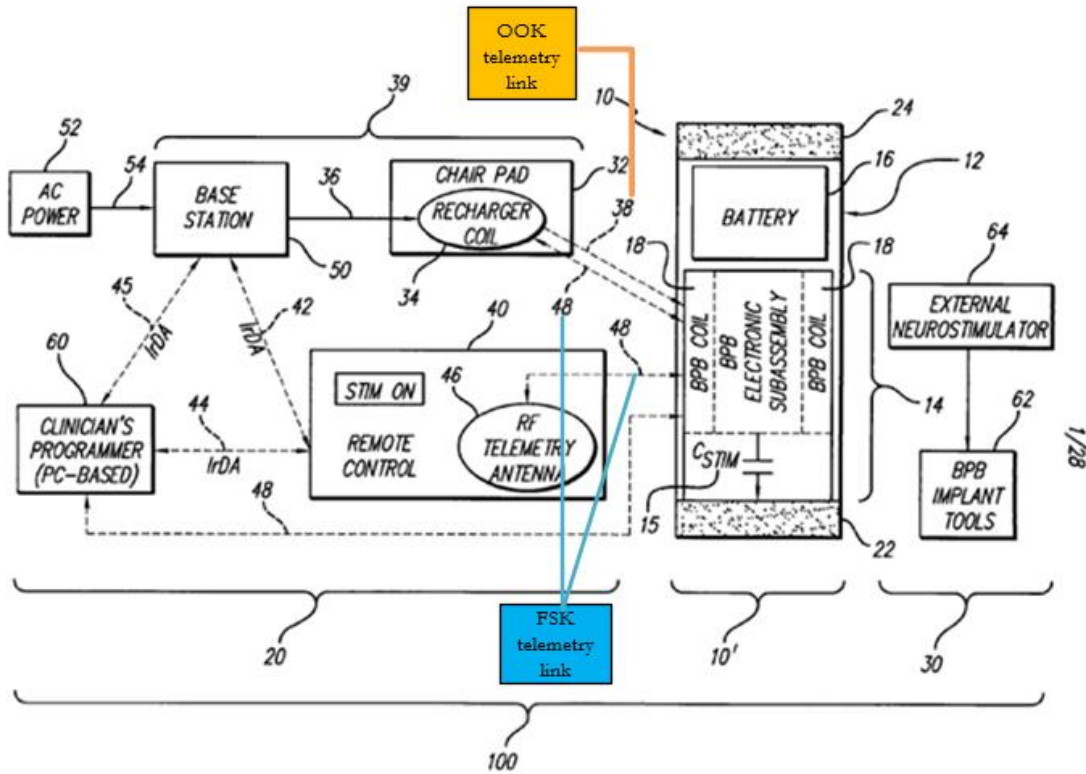 OOK
telemetry
link
39
10
24
52
54
36
CHAIR PAD
32
16
12
AC
POWER
BASE
STATION
RECHARGER
COIL
38
BATTERY
18
18
64
50
34
45
42
IrDA
IrDA
48
40
48
EXTERNAL
NEUROSTIMULATOR
60
STIM ON
46
BPB COIL
BPB
ELECTRONIC
SUBASSEMBLY
BPB COIL
14
62
CLINICIAN'S
PROGRAMMER
(PC-BASED)
44
IrDA
REMOTE
CONTROL
RF
TELEMETRY
ANTENNA
CSTIM
BPB
IMPLANT
TOOLS
1/28
48
15
22
FSK
telemetry
link
20
10'
30
100